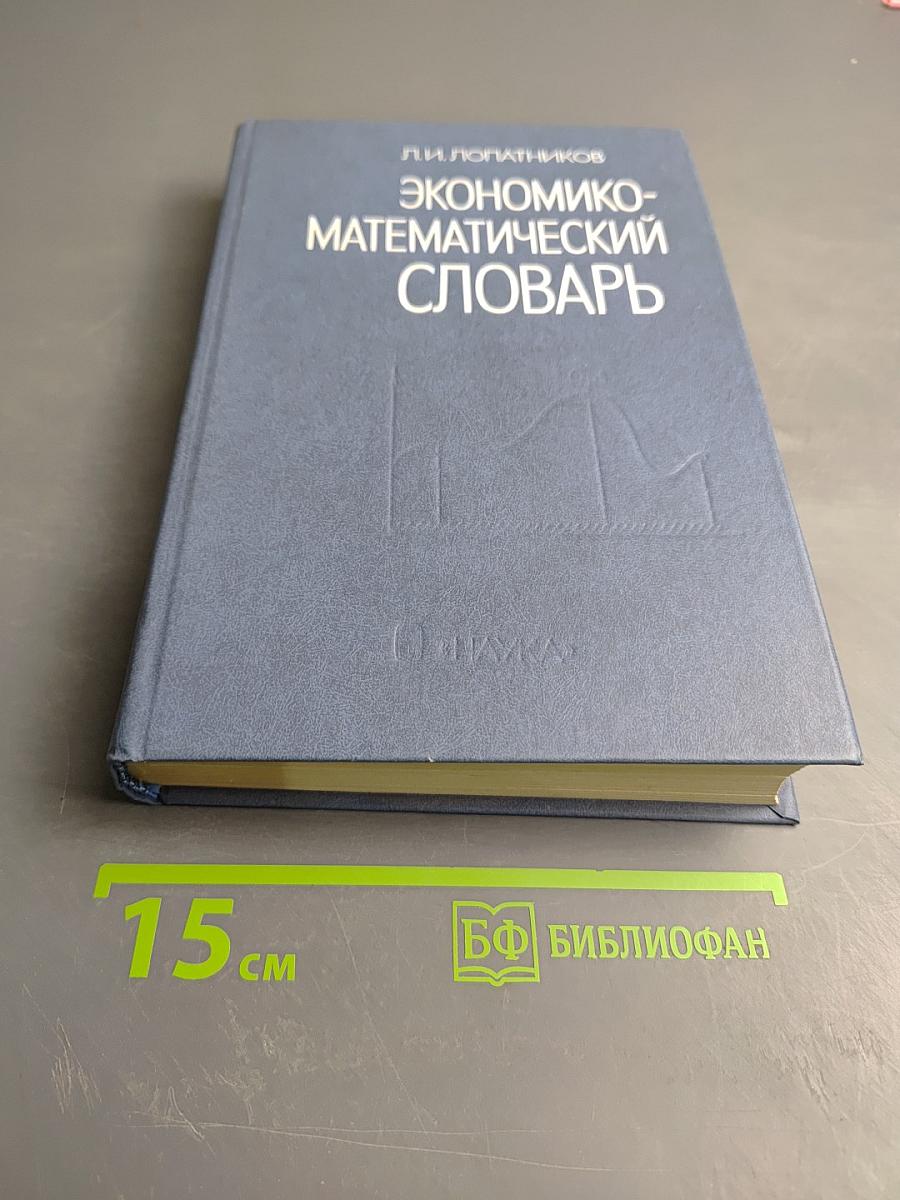 Л.И. ЛОПАТНИКОВ
ЭКОНОМИКО-
МАТЕМАТИЧЕСКИЙ
СЛОВАРЬ
«НАУКА»
15 см
БФ БИБЛИОФАН